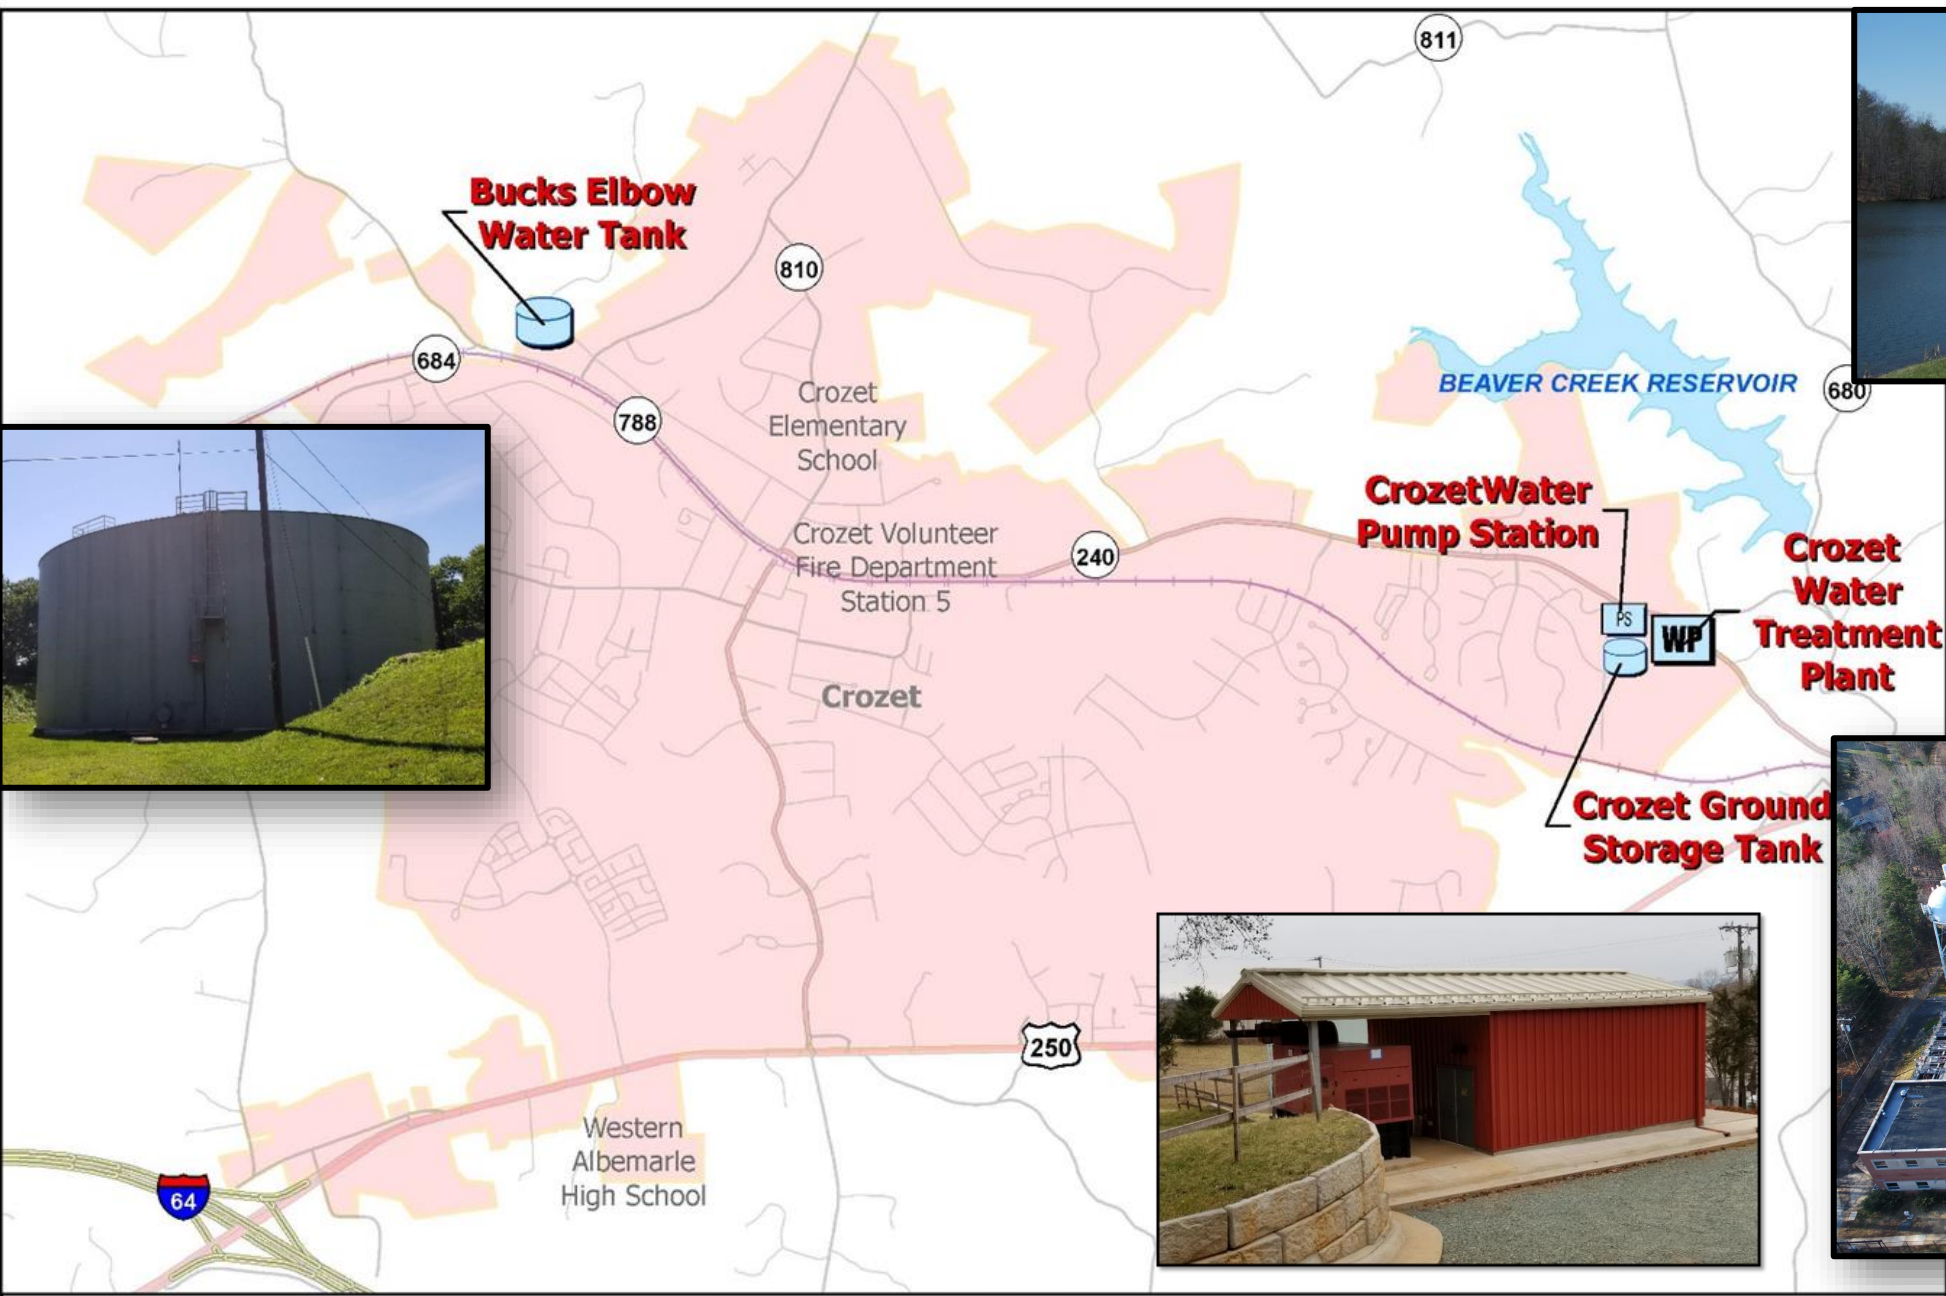 811
Bucks Elbow
Water Tank
810
684
BEAVER CREEK RESERVOIR
680
Crozet
Elementary
School
788
CrozetWater
Pump Station
Crozet Volunteer
Fire Department
Station 5
240
Crozet
Water
Treatment
Plant
PS
WP
Crozet
Crozet Ground
Storage Tank
250
Western
Albemarle
High School
64